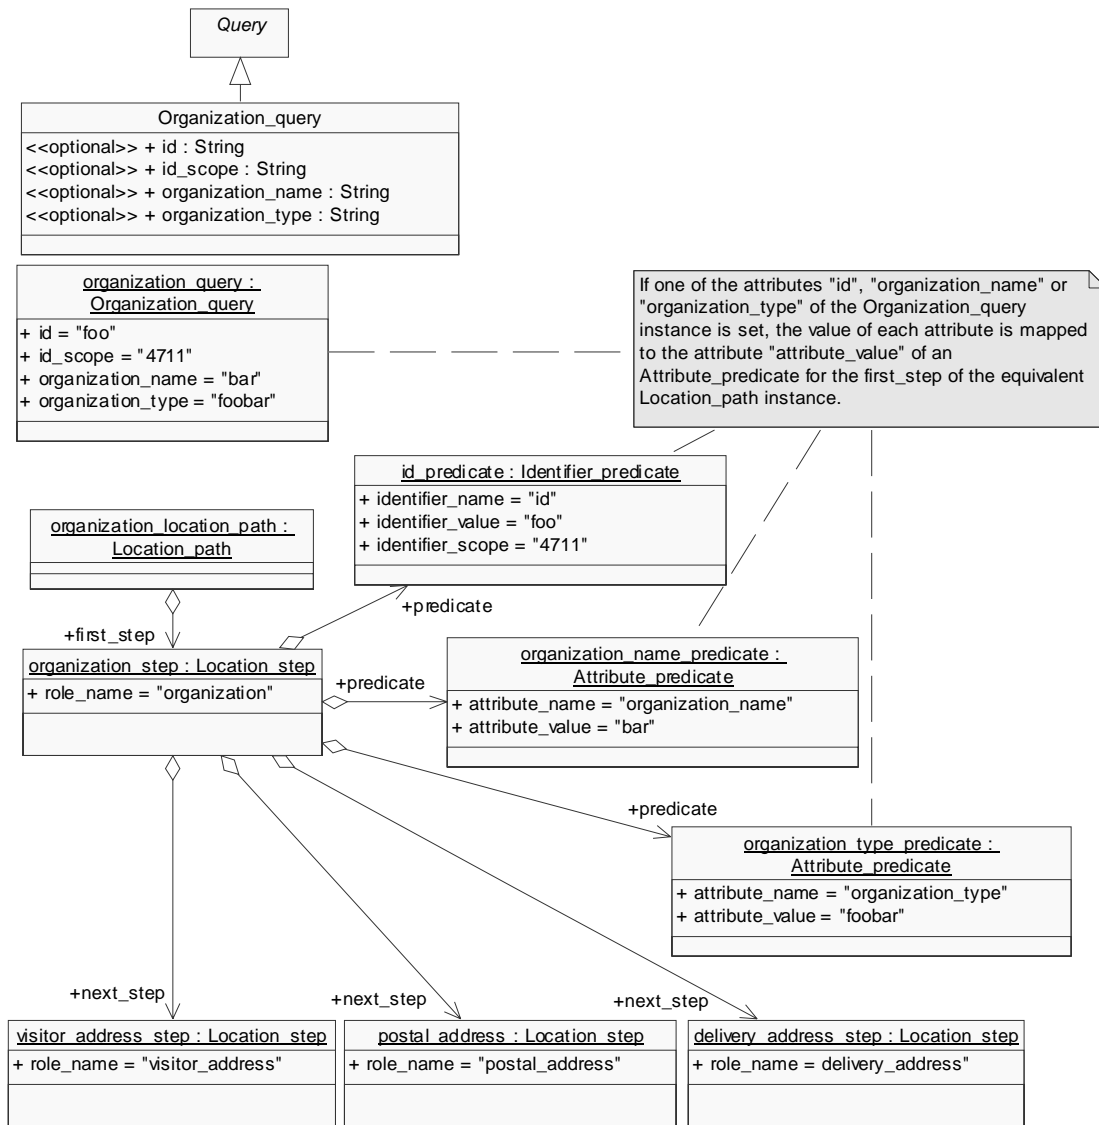 Query
Organization_query
<<optional>> + id : String
<<optional>> + id_scope : String
<<optional>> + organization_name : String
<<optional>> + organization_type : String
organization_query :
Organization_query
+ id = "foo"
+ id_scope = "4711"
+ organization_name = "bar"
+ organization_type = "foobar"
If one of the attributes "id", "organization_name" or
"organization_type" of the Organization_query
instance is set, the value of each attribute is mapped
to the attribute "attribute_value" of an
Attribute_predicate for the first_step of the equivalent
Location_path instance.
id_predicate : Identifier_predicate
+ identifier_name = "id"
+ identifier_value = "foo"
+ identifier_scope = "4711"
organization_location_path :
Location_path
+predicate
+first_step
organization_step : Location_step
+ role_name = "organization"
+predicate
organization_name_predicate :
Attribute_predicate
+ attribute_name = "organization_name"
+ attribute_value = "bar"
+predicate
organization_type_predicate :
Attribute_predicate
+ attribute_name = "organization_type"
+ attribute_value = "foobar"
+next_step
+next_step
+next_step
visitor_address_step : Location_step
+ role_name = "visitor_address"
postal_address : Location_step
+ role_name = "postal_address"
delivery_address_step : Location_step
+ role_name = delivery_address"